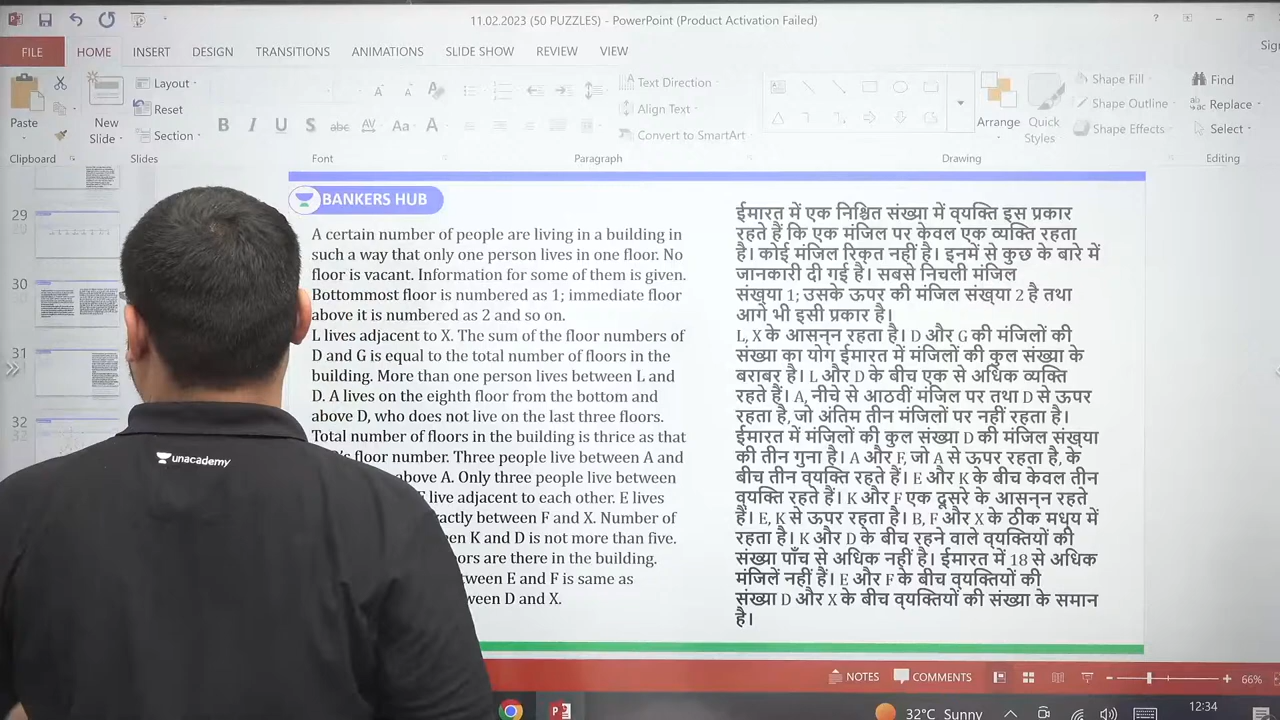 11.02.2023 (50 PUZZLES) - PowerPoint (Product Activation Failed)
Sign
FILE HOME INSERT DESIGN TRANSITIONS ANIMATIONS SLIDE SHOW REVIEW VIEW
Layout
Reset
Section
Paste
New
Slide
Text Direction
Align Text
Convert to SmartArt
Arrange
Quick
Styles
Shape Fill
Shape Outline
Shape Effects
Find
Replace
Select
Clipboard Slides Font Paragraph Drawing Editing
29
30
31
32
BANKERS HUB
A certain number of people are living in a building in
such a way that only one person lives in one floor. No
floor is vacant. Information for some of them is given.
Bottommost floor is numbered as 1; immediate floor
above it is numbered as 2 and so on.
L lives adjacent to X. The sum of the floor numbers of
D and G is equal to the total number of floors in the
building. More than one person lives between L and
D. A lives on the eighth floor from the bottom and
above D, who does not live on the last three floors.
Total number of floors in the building is thrice as that
floor number. Three people live between A and
above A. Only three people live between
live adjacent to each other. E lives
between F and X. Number of
K and D is not more than five.
are there in the building.
E and F is same as
D and X.
ईमारत में एक निश्चित संख्या में व्यक्ति इस प्रकार
रहते हैं कि एक मंजिल पर केवल एक व्यक्ति रहता
है। कोई मंजिल रिक्त नहीं है। इनमें से कुछ के बारे में
जानकारी दी गई है। सबसे निचली मंजिल
संख्या 1; उसके ऊपर की मंजिल संख्या 2 है तथा
आगे भी इसी प्रकार है।
L, X के आसन्न रहता है। D और G की मंजिलों की
संख्या का योग ईमारत में मंजिलों की कुल संख्या के
बराबर है। L और D के बीच एक से अधिक व्यक्ति
रहते हैं। A, नीचे से आठवीं मंजिल पर तथा D से ऊपर
रहता है, जो अंतिम तीन मंजिलों पर नहीं रहता है।
ईमारत में मंजिलों की कुल संख्या D की मंजिल संख्या
की तीन गुना है। A और F, जो A से ऊपर रहता है, के
बीच तीन व्यक्ति रहते हैं। E और K के बीच केवल तीन
व्यक्ति रहते हैं। K और F एक दूसरे के आसन्न रहते
हैं। E, K से ऊपर रहता है। B, F और X के ठीक मध्य में
रहता है। K और D के बीच रहने वाले व्यक्तियों की
संख्या पाँच से अधिक नहीं है। ईमारत में 18 से अधिक
मंजिलें नहीं हैं। E और F के बीच व्यक्तियों की
संख्या D और X के बीच व्यक्तियों की संख्या के समान
है।
unacademy
NOTES COMMENTS 66%
32°C Sunny 12:34